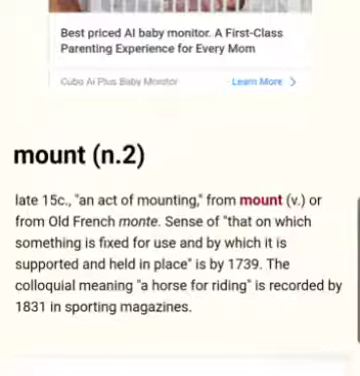 Best priced AI baby monitor. A First-Class
Parenting Experience for Every Mom
Cubo Ai Plus Baby Monitor
Learn More
mount (n.2)
late 15c., "an act of mounting," from mount (v.) or
from Old French monte. Sense of "that on which
something is fixed for use and by which it is
supported and held in place" is by 1739. The
colloquial meaning "a horse for riding" is recorded by
1831 in sporting magazines.